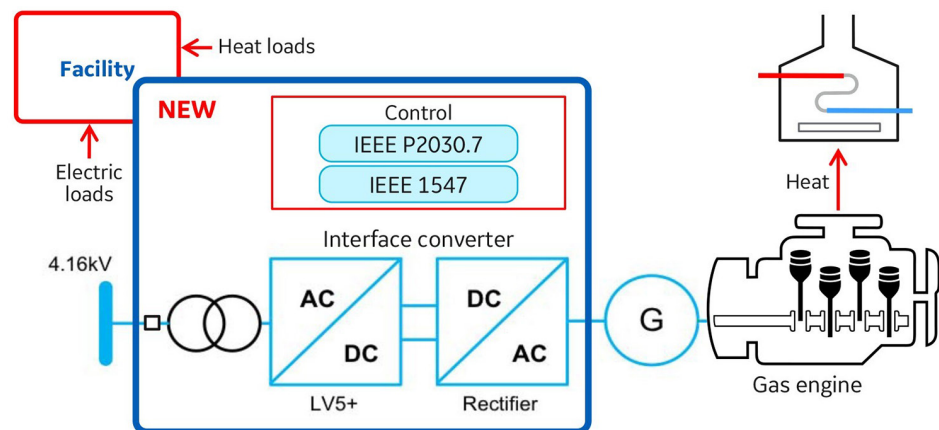 Heat loads
Facility
NEW
Control
IEEE P2030.7
IEEE 1547
Electric
loads
Heat
Interface converter
4.16kV
AC
DC
DC
AC
G
LV5+
Rectifier
Gas engine